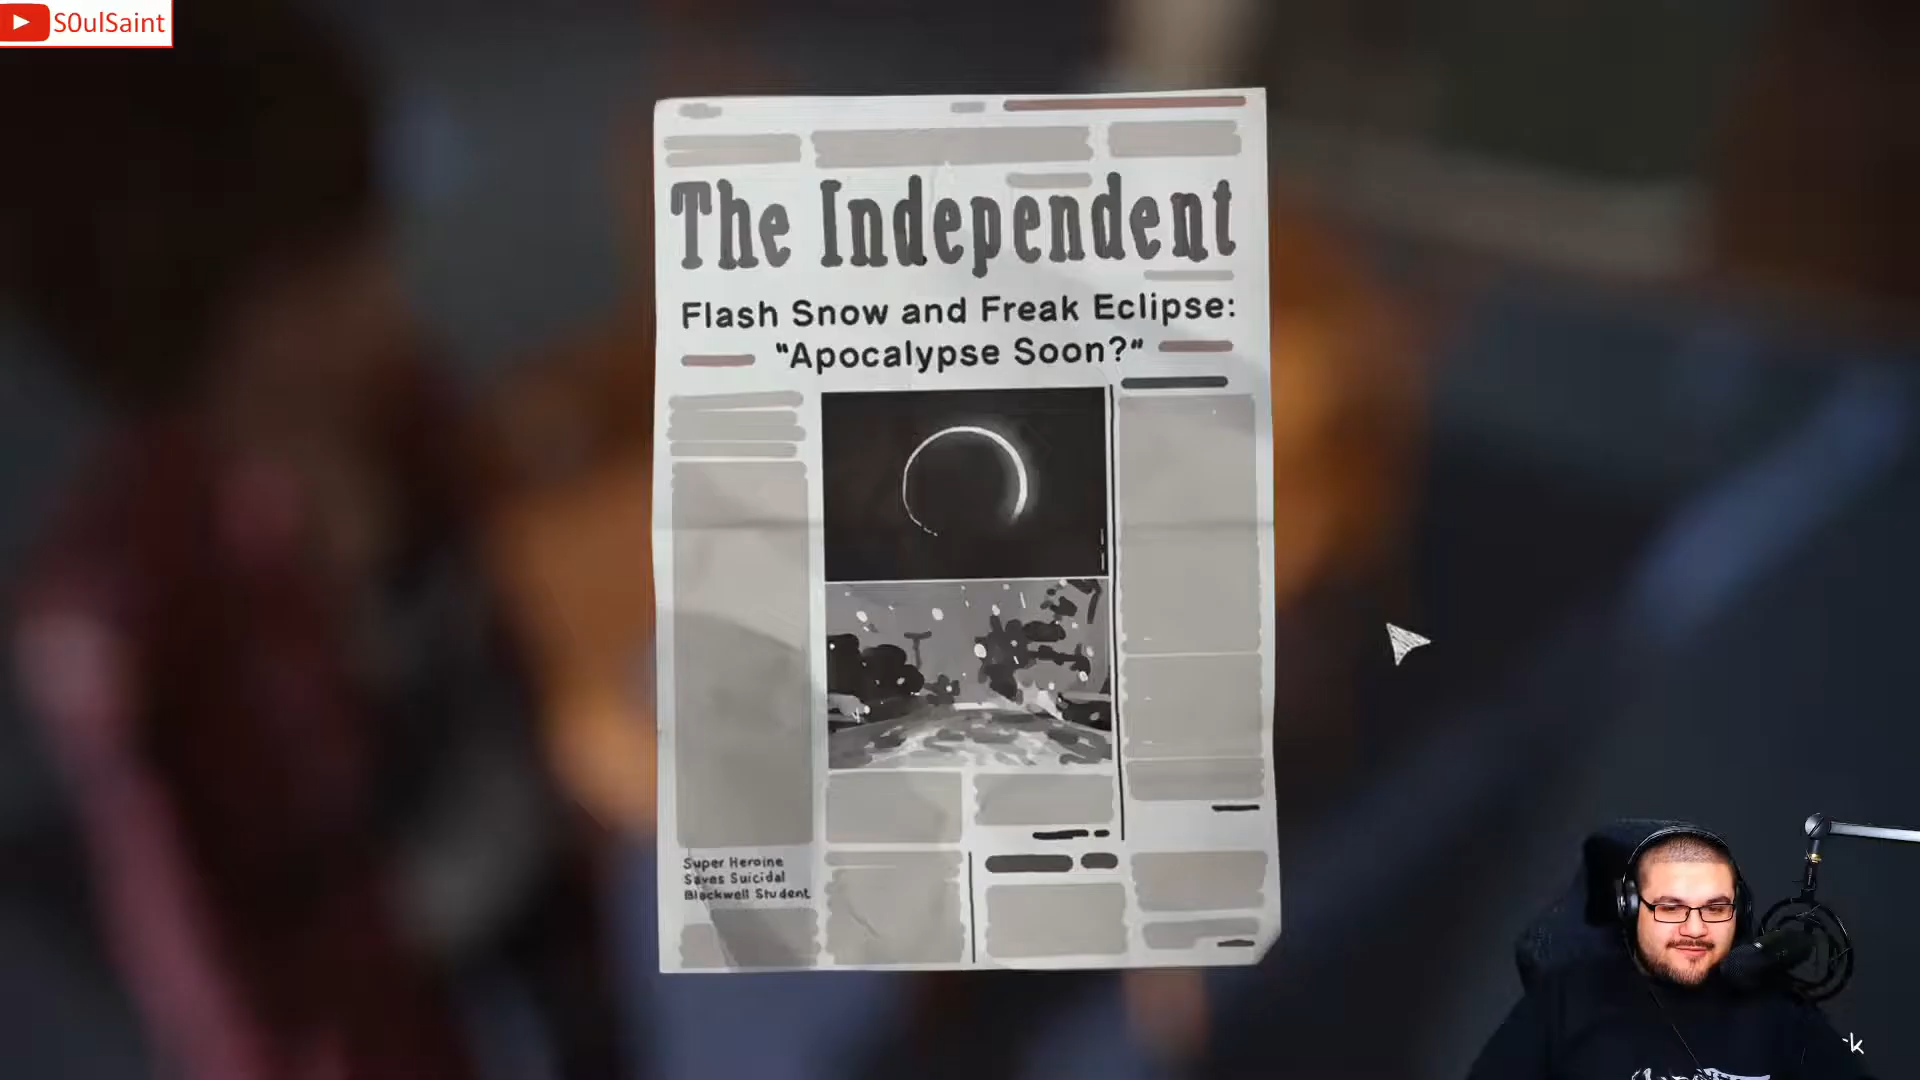 S0ulSaint
The Independent
Flash Snow and Freak Eclipse:
"Apocalypse Soon?"
Super Heroine
Saves Suicidal
Blackwell Student